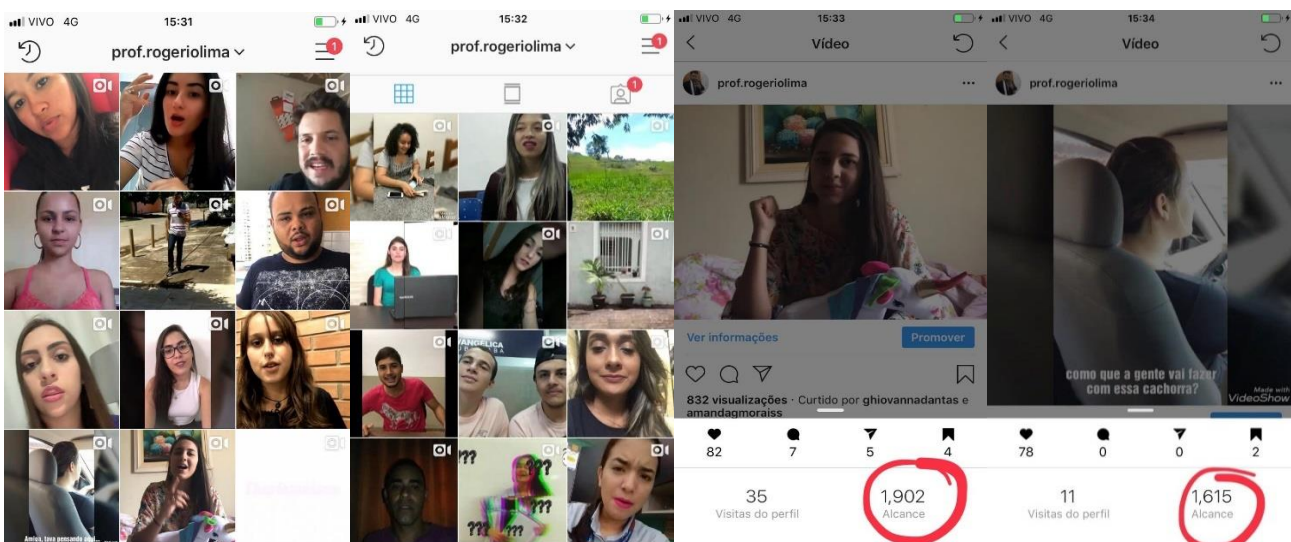 VIVO 4G 15:31
prof.rogeriolima
1
Amiga, tava pensando aqui
VIVO 4G 15:32
prof.rogeriolima
1
1
VANGÉLICA
??? ???
??? ???
VIVO 4G 15:33
Vídeo
prof.rogeriolima
Ver informações Promover
832 visualizações · Curtido por ghiovannadantas e
amandagmoraiss
82 7 5 4
35 1,902
Visitas do perfil Alcance
VIVO 4G 15:34
Vídeo
prof.rogeriolima
como que a gente vai fazer
com essa cachorra?
Made with
VideoShow
78 0 0 2
11 1,615
Visitas do perfil Alcance